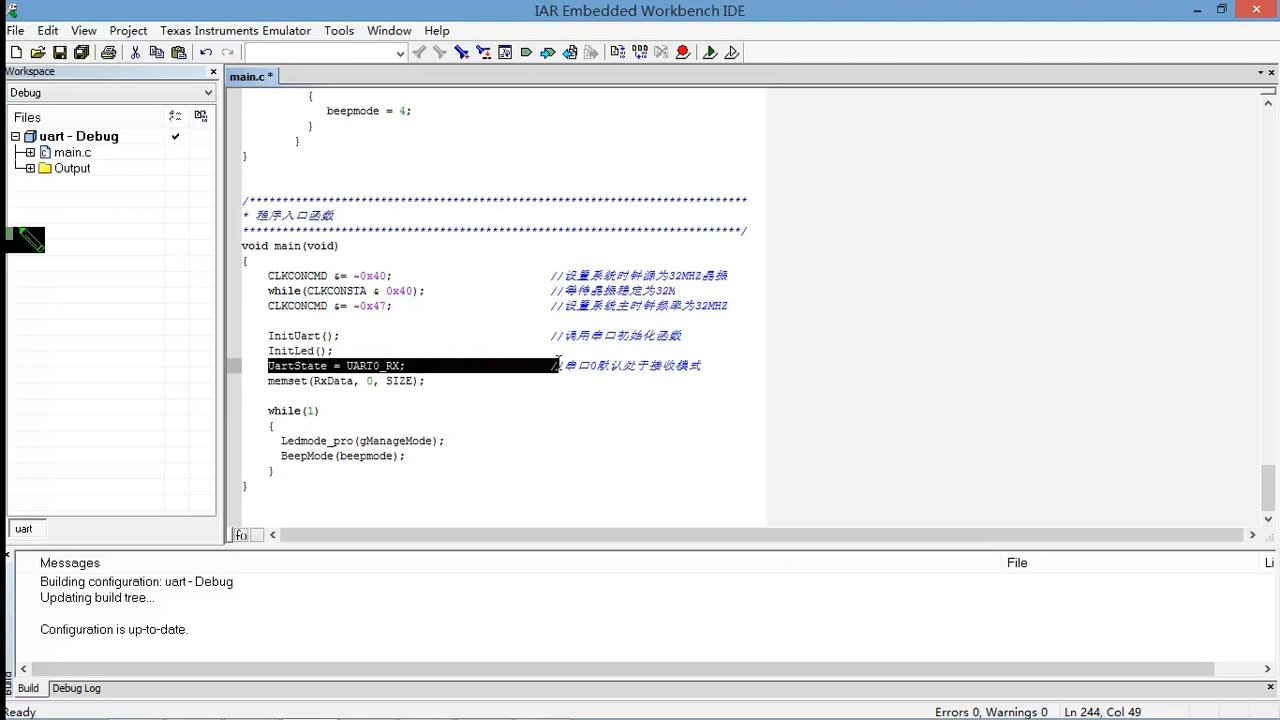 IAR Embedded Workbench IDE
File Edit View Project Texas Instruments Emulator Tools Window Help
Workspace
Debug
Files
uart - Debug
main.c
Output
uart
main.c *
{
beepmode = 4;
}
}
}
/****************************************************************************
* 程序入口函数
****************************************************************************/
void main(void)
{
CLKCONCMD &= ~0x40; //设置系统时钟源为32MHZ晶振
while(CLKCONSTA & 0x40); //等待晶振稳定为32M
CLKCONCMD &= ~0x47; //设置系统主时钟频率为32MHZ
InitUart(); //调用串口初始化函数
InitLed();
UartState = UART0_RX; //串口0默认处于接收模式
memset(RxData, 0, SIZE);
while(1)
{
Ledmode_pro(gManageMode);
BeepMode(beepmode);
}
}
f()
Messages File Li
Building configuration: uart - Debug
Updating build tree...
Configuration is up-to-date.
Build
Build Debug Log
Ready Errors 0, Warnings 0 Ln 244, Col 49